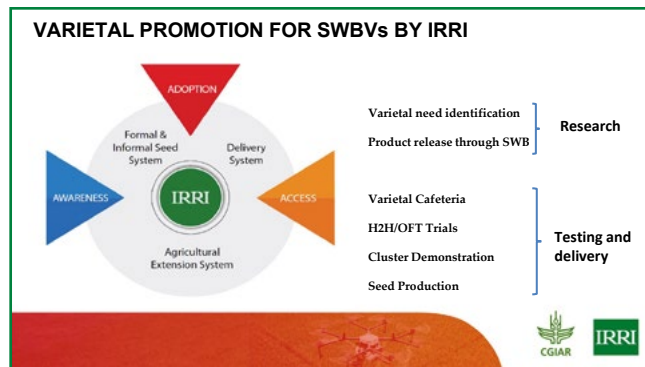 VARIETAL PROMOTION FOR SWBVs BY IRRI
ADOPTION
Formal &
Informal Seed
System
Delivery
System
AWARENESS
IRRI
ACCESS
Agricultural
Extension System
Varietal need identification
Product release through SWB
Research
Varietal Cafeteria
H2H/OFT Trials
Cluster Demonstration
Seed Production
Testing and
delivery
CGIAR
IRRI